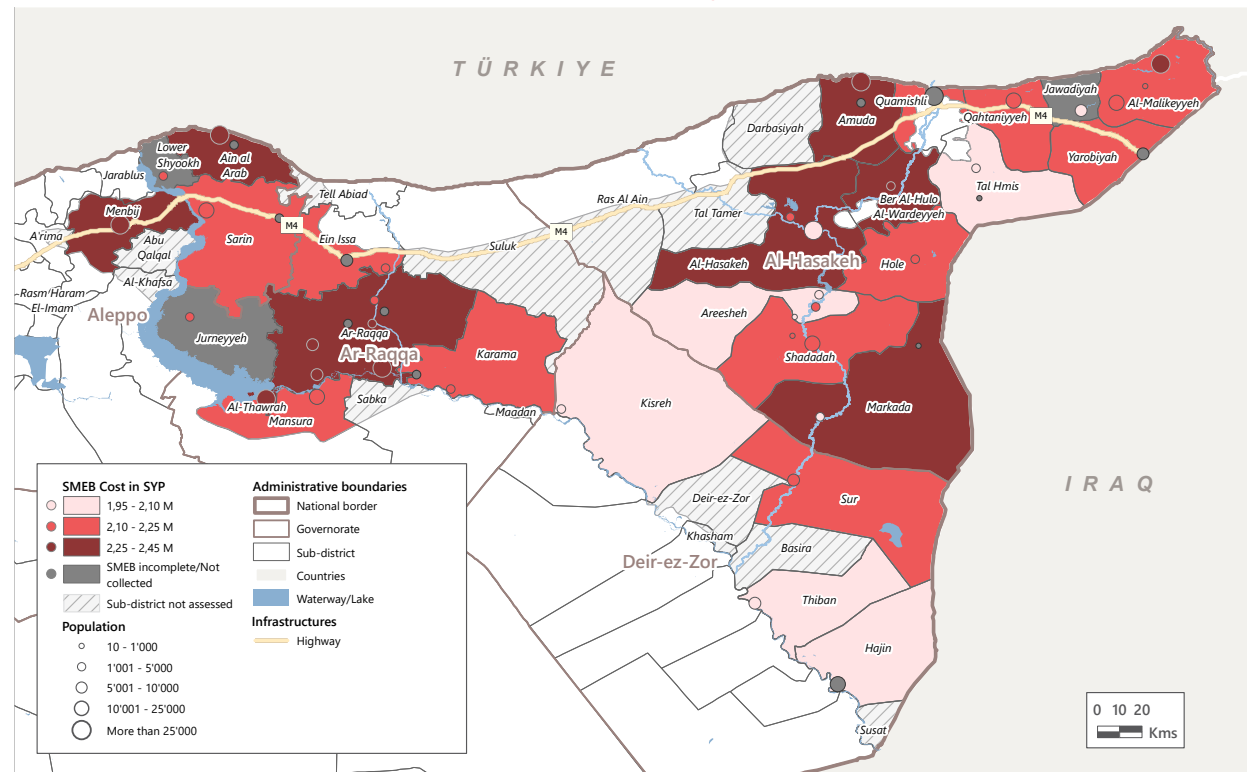 TÜRKIYE
Darbasiyah
Amuda
Quamishli
Qahtaniyyeh
Jawadiyah
M4
Al-Malikeyyeh
Yarobiyah
Lower
Shyookh
Ain al
Arab
Jarablus
Tell Abiad
Ras Al Ain
Tal Tamer
Ber Al-Hulo
Al-Wardeyyeh
Tal Hmis
Menbij
A'rima
Abu
Qalqal
Sarin
M4
Ein Issa
Suluk
M4
Al-Hasakeh
Al-Hasakeh
Hole
Al-Khafsa
Rasm Haram
El-Imam
Aleppo
Jurneyyeh
Ar-Raqqa
Ar-Raqqa
Karama
Areesheh
Shadadah
Al-Thawrah
Mansura
Sabka
Maadan
Kisreh
Markada
IRAQ
Deir-ez-Zor
Sur
Khasham
Basira
Deir-ez-Zor
Thiban
Hajin
Susat
SMEB Cost in SYP
1,95 - 2,10 M
2,10 - 2,25 M
2,25 - 2,45 M
SMEB incomplete/Not
collected
Sub-district not assessed
Population
10 - 1'000
1'001 - 5'000
5'001 - 10'000
10'001 - 25'000
More than 25'000
Administrative boundaries
National border
Governorate
Sub-district
Countries
Waterway/Lake
Infrastructures
Highway
0 10 20
Kms